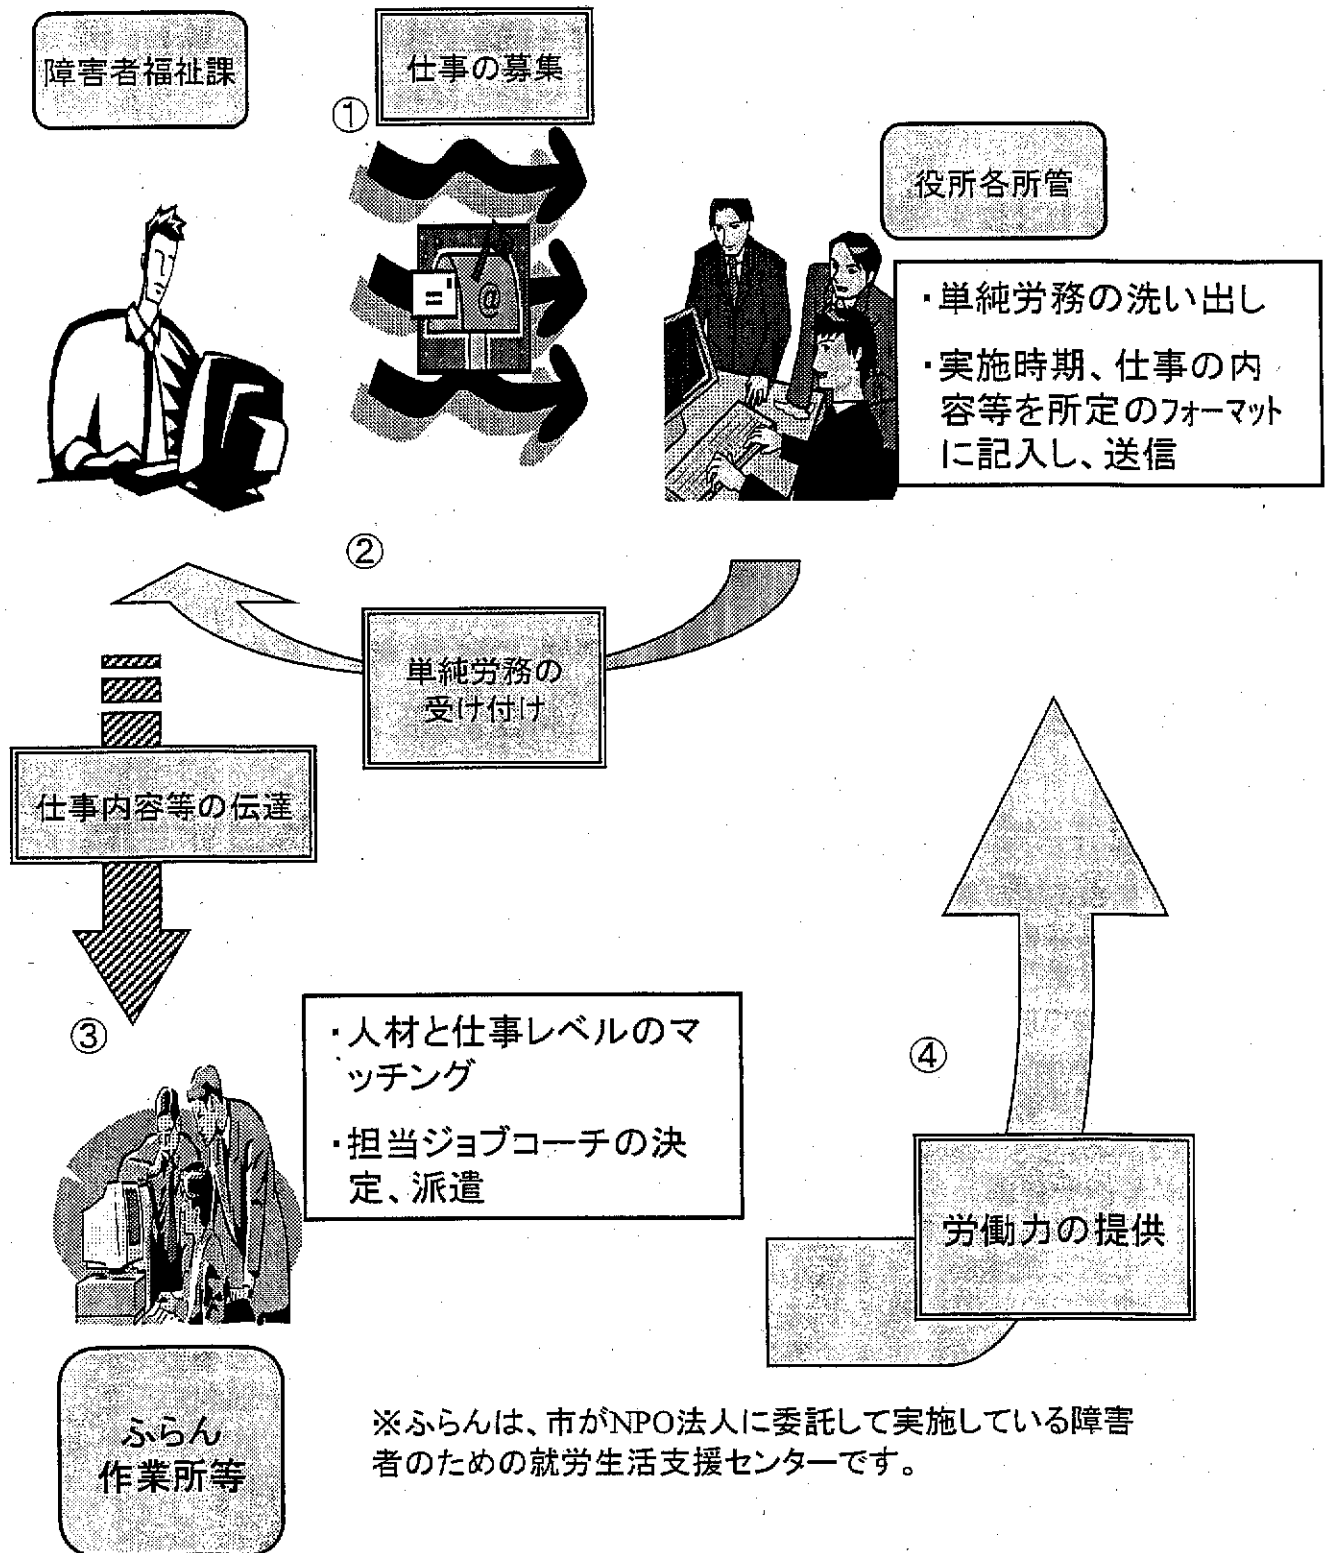 障害者福祉課
仕事の募集
①
役所各所管
・単純労務の洗い出し
・実施時期、仕事の内
容等を所定のフォーマット
に記入し、送信
@
②
単純労務の
受け付け
仕事内容等の伝達
③
・人材と仕事レベルのマ
ッチング
・担当ジョブコーチの決
定、派遣
④
労働力の提供
ふらん
作業所等
※ふらんは、市がNPO法人に委託して実施している障害
者のための就労生活支援センターです。